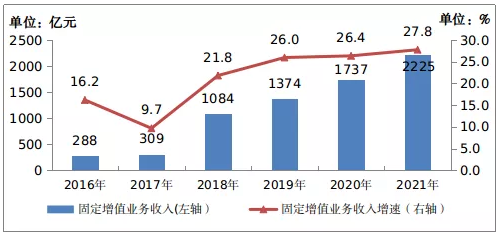 单位：亿元 单位：%
2500 2000 1500 1000 500 0
30.0 25.0 20.0 15.0 10.0 5.0 0.0
16.2 9.7 21.8 26.0 26.4 27.8
288 309 1084 1374 1737 2225
2016年 2017年 2018年 2019年 2020年 2021年
固定增值业务收入(左轴） 固定增值业务收入增速（右轴）